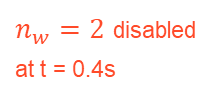 n_w = 2 disabled
at t = 0.4s